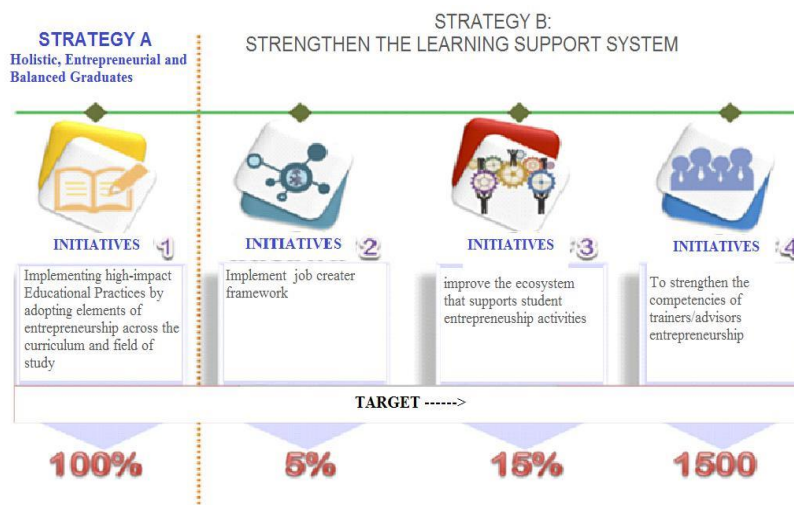 STRATEGY A
Holistic, Entrepreneurial and
Balanced Graduates
STRATEGY B:
STRENGTHEN THE LEARNING SUPPORT SYSTEM
INITIATIVES :1
Implementing high-impact
Educational Practices by
adopting elements of
entrepreneurship across the
curriculum and field of
study
INITIATIVES :2
Implement job creater
framework
INITIATIVES :3
improve the ecosystem
that supports student
entrepreneuship activities
INITIATIVES :4
To strengthen the
competencies of
trainers/advisors
entrepreneurship
TARGET ------>
100%
5%
15%
1500